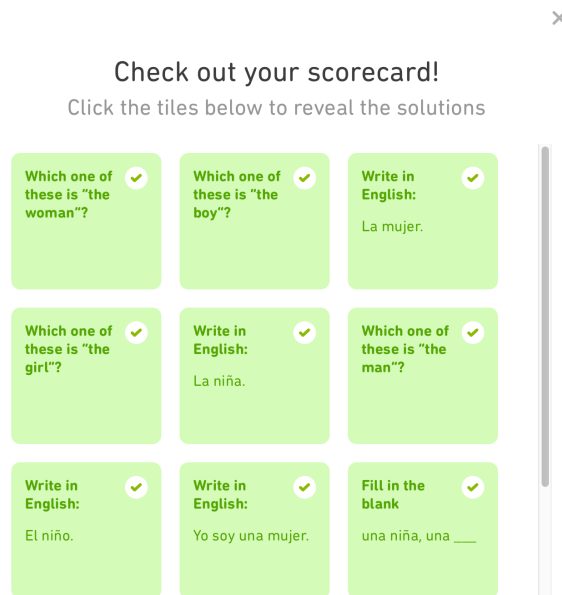 Check out your scorecard!
Click the tiles below to reveal the solutions
Which one of
these is "the
woman"?
Which one of
these is "the
boy"?
Write in
English:
La mujer.
Which one of
these is "the
girl"?
Write in
English:
La niña.
Which one of
these is "the
man"?
Write in
English:
El niño.
Write in
English:
Yo soy una mujer.
Fill in the
blank
una niña, una ___